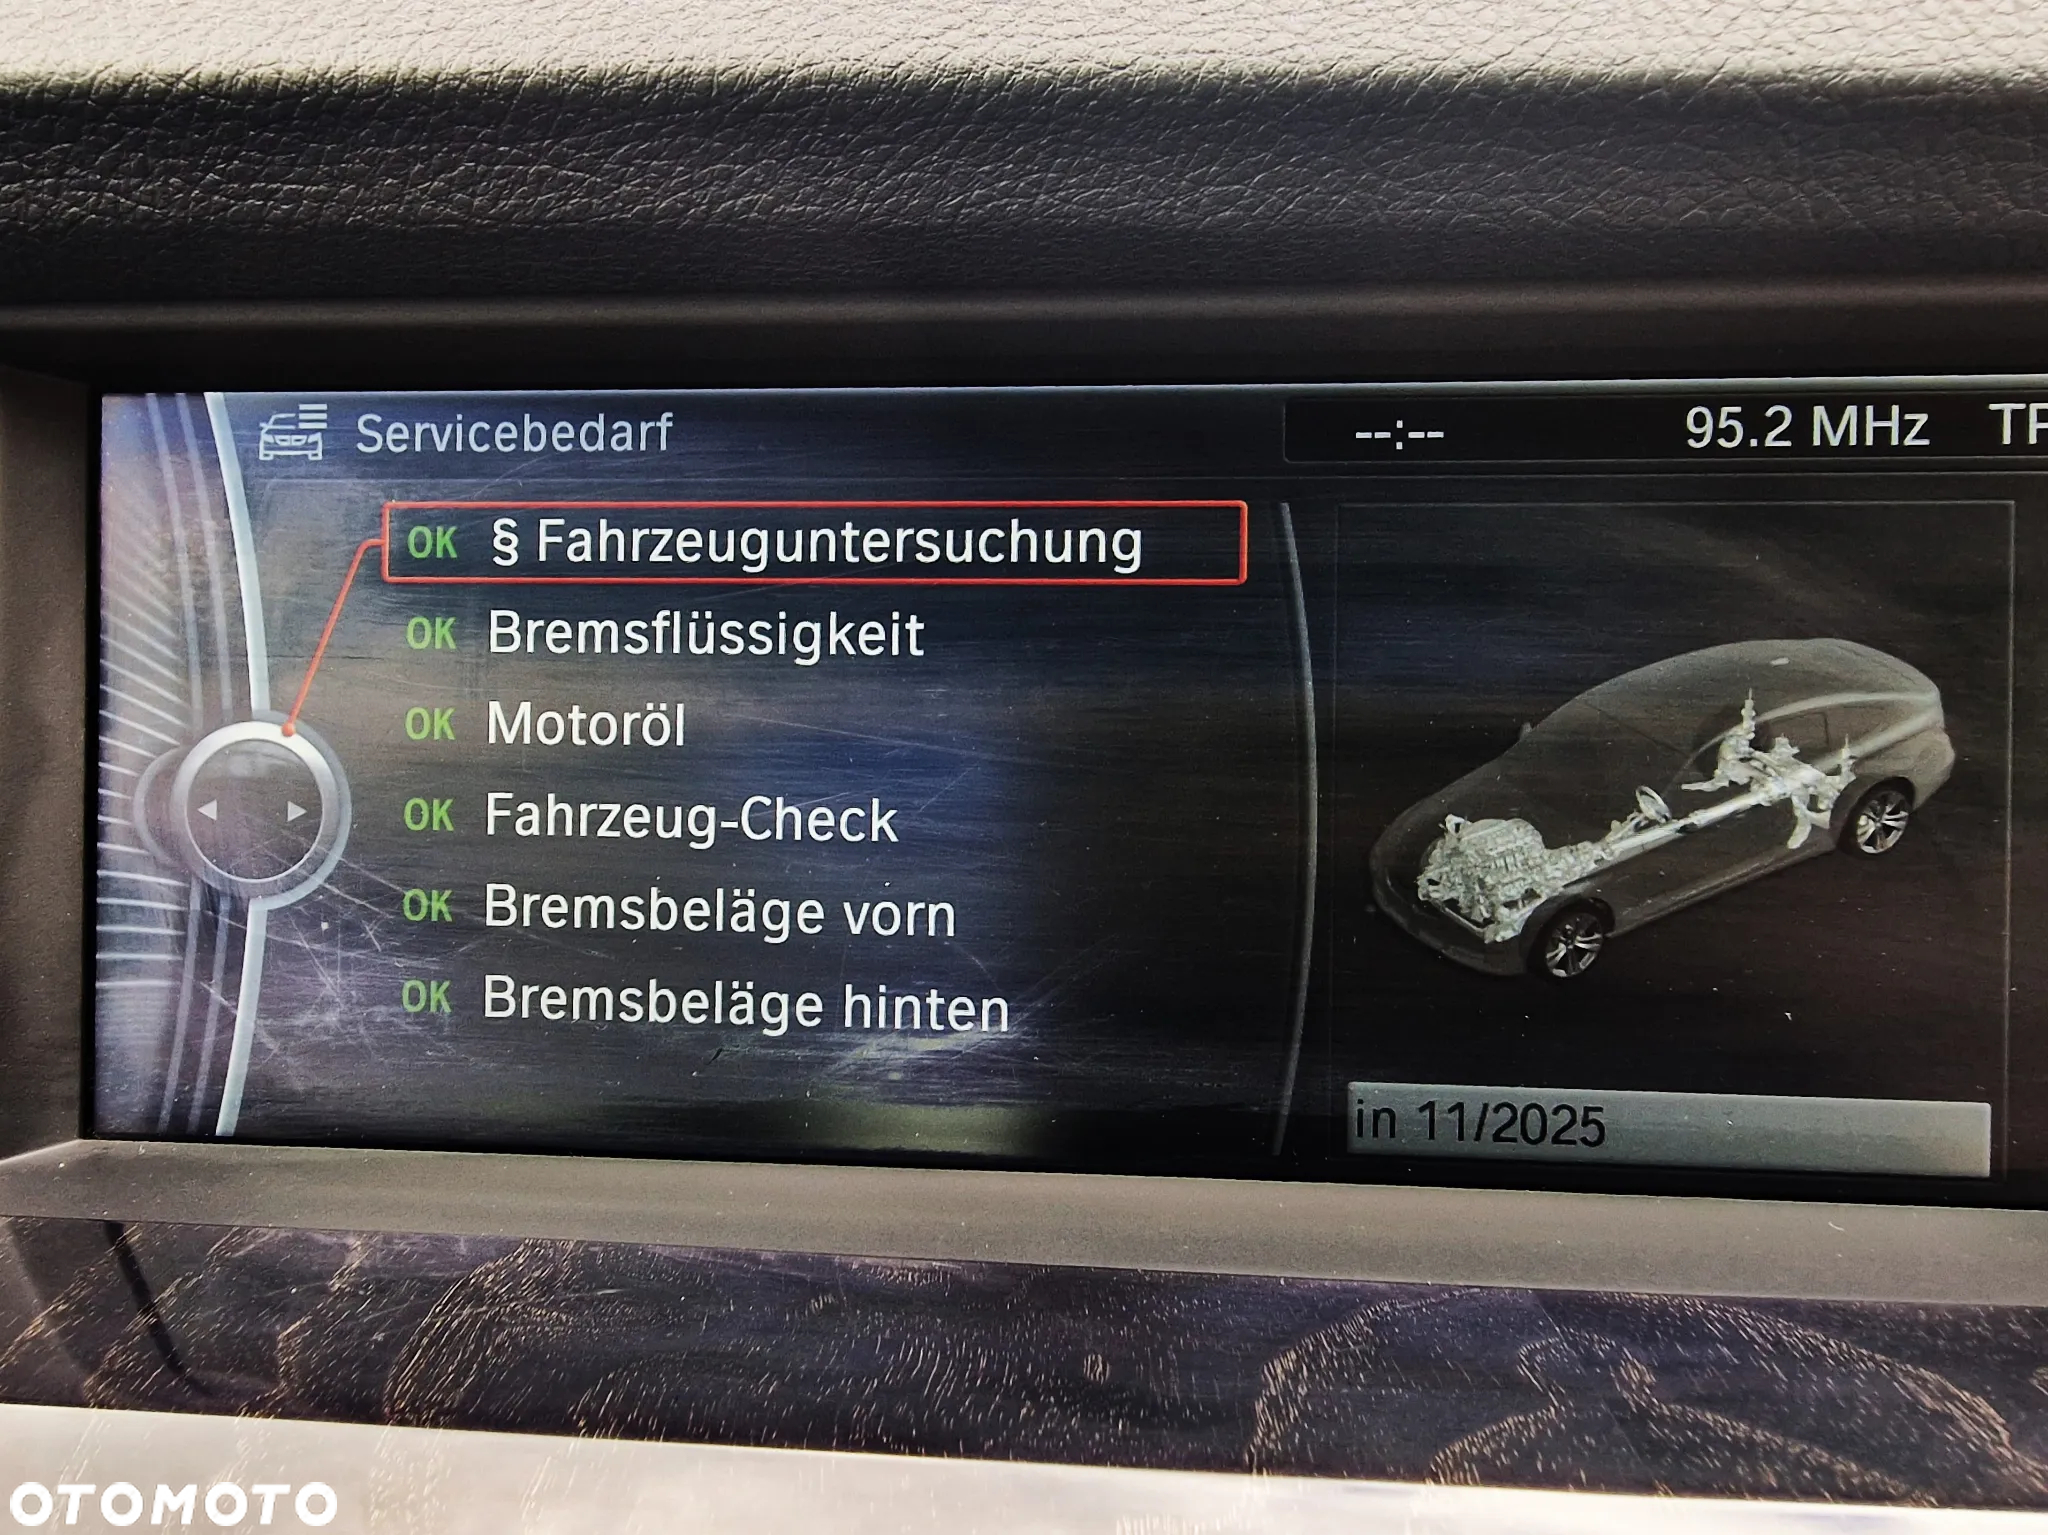 Servicebedarf
--:-- 95.2 MHz TP
OK § Fahrzeuguntersuchung
OK Bremsflüssigkeit
OK Motoröl
OK Fahrzeug-Check
OK Bremsbeläge vorn
OK Bremsbeläge hinten
in 11/2025
OTOMOTO